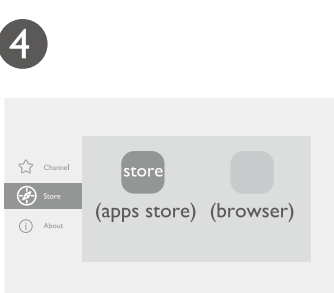 4
Channel
store
Store
(apps store) (browser)
About